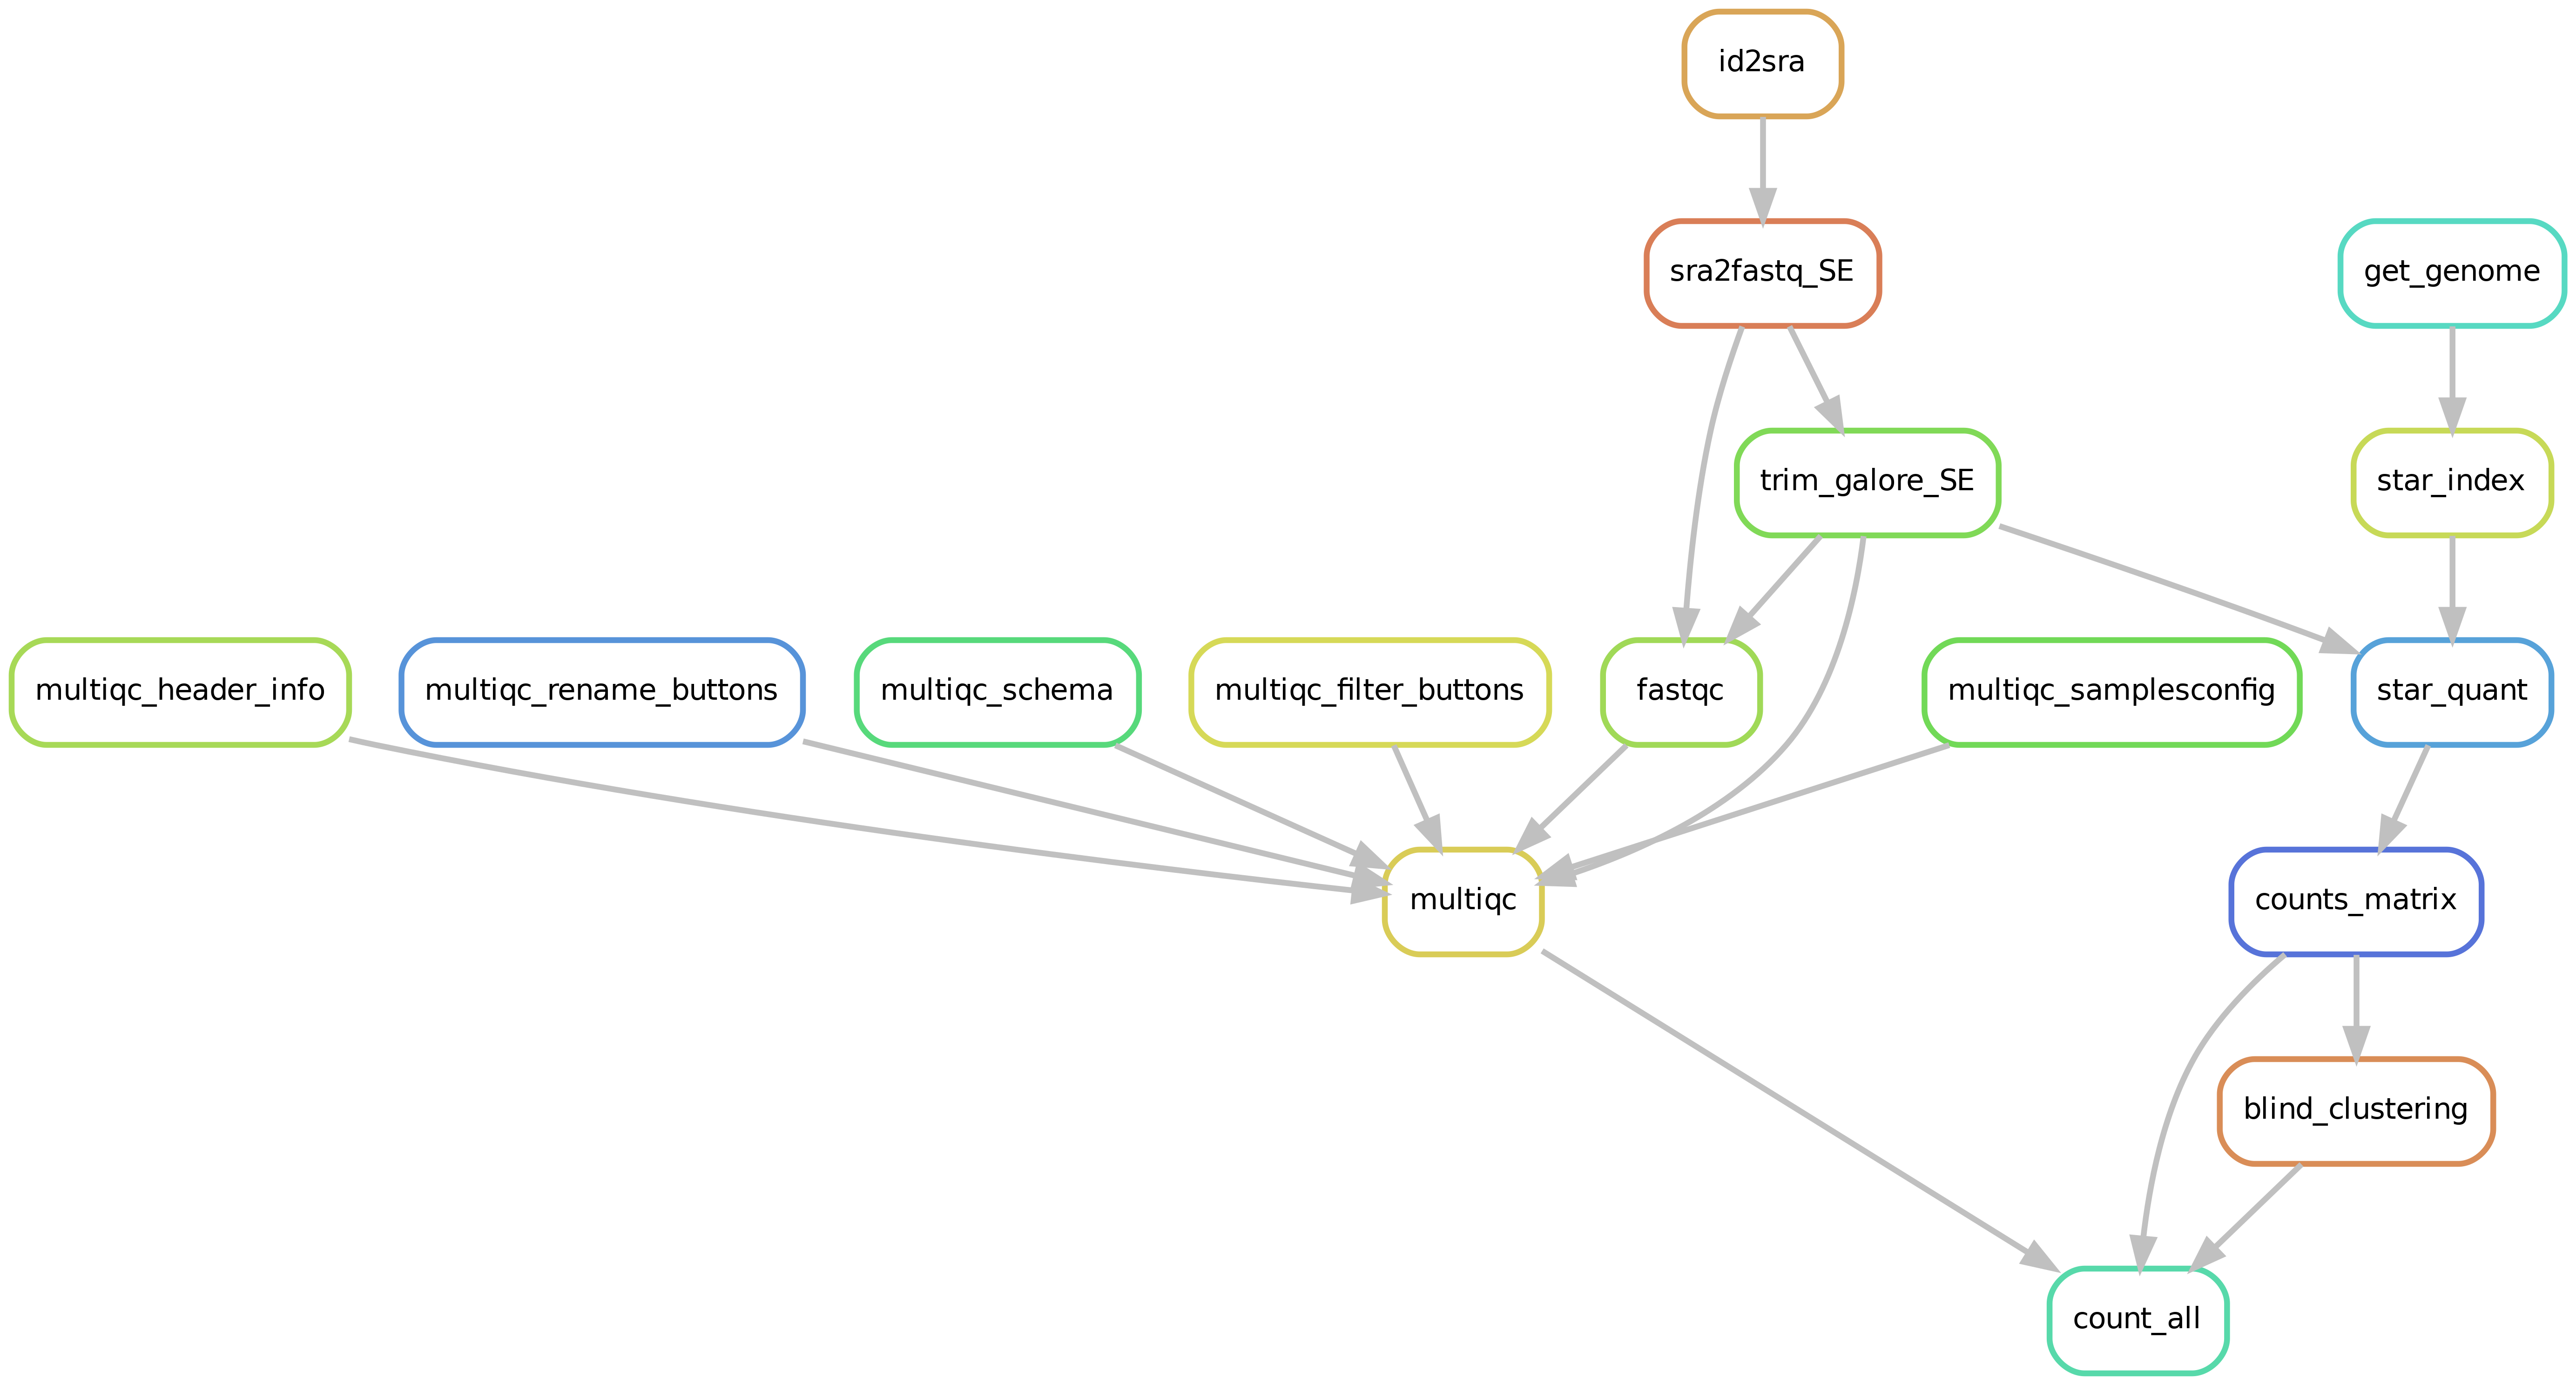 id2sra
sra2fastq_SE
get_genome
trim_galore_SE
star_index
multiqc_header_info
multiqc_rename_buttons
multiqc_schema
multiqc_filter_buttons
fastqc
multiqc_samplesconfig
star_quant
multiqc
counts_matrix
blind_clustering
count_all